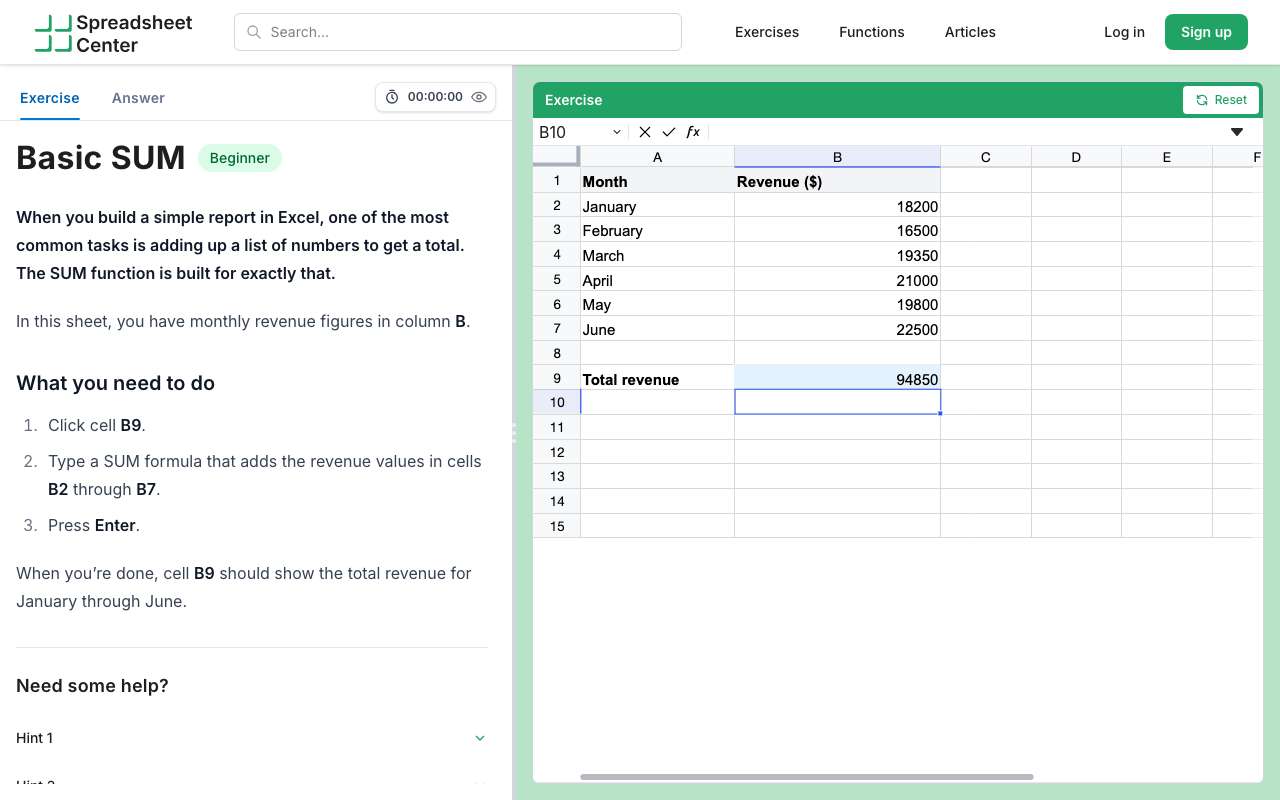 Spreadsheet
Center
Search...
Exercises
Functions
Articles
Log in
Sign up
Exercise
Answer
00:00:00
Basic SUM
Beginner
When you build a simple report in Excel, one of the most
common tasks is adding up a list of numbers to get a total.
The SUM function is built for exactly that.
In this sheet, you have monthly revenue figures in column B.
What you need to do
1. Click cell B9.
2. Type a SUM formula that adds the revenue values in cells
B2 through B7.
3. Press Enter.
When you’re done, cell B9 should show the total revenue for
January through June.
Need some help?
Hint 1
Exercise
Reset
B10
fx
A B C D E F
1 Month Revenue ($)
2 January 18200
3 February 16500
4 March 19350
5 April 21000
6 May 19800
7 June 22500
8
9 Total revenue 94850
10
11
12
13
14
15